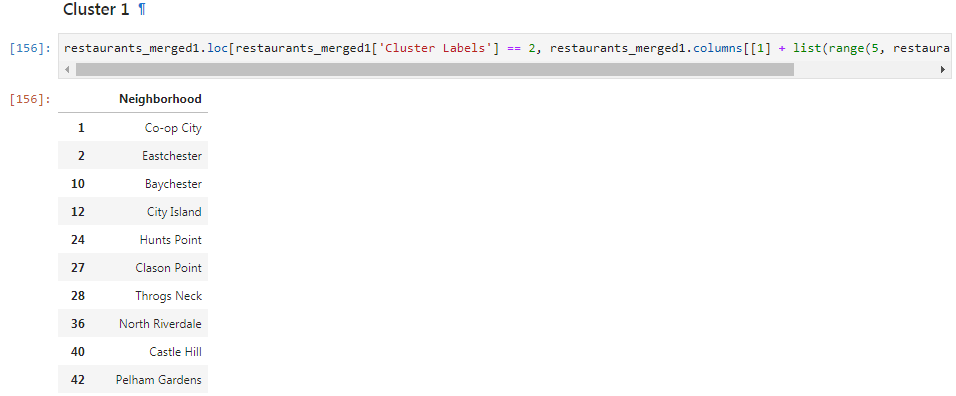 Cluster 1 ¶
[156]: restaurants_merged1.loc[restaurants_merged1['Cluster Labels'] == 2, restaurants_merged1.columns[[1] + list(range(5, restaura
[156]: Neighborhood
1 Co-op City
2 Eastchester
10 Baychester
12 City Island
24 Hunts Point
27 Clason Point
28 Throgs Neck
36 North Riverdale
40 Castle Hill
42 Pelham Gardens